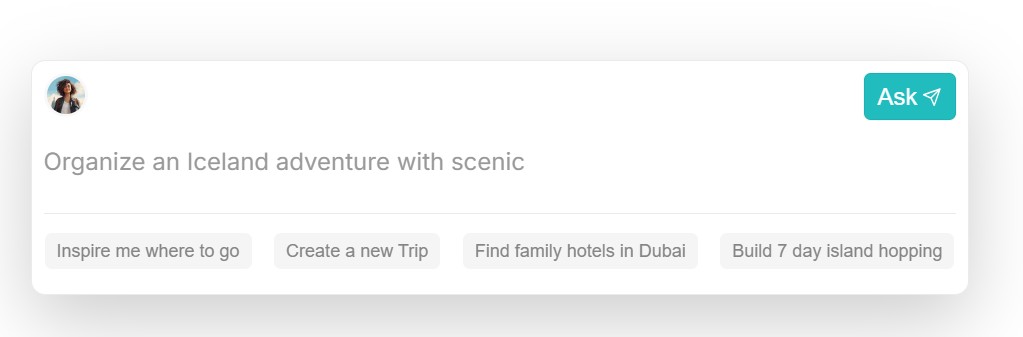 Ask
Organize an Iceland adventure with scenic
Inspire me where to go
Create a new Trip
Find family hotels in Dubai
Build 7 day island hopping